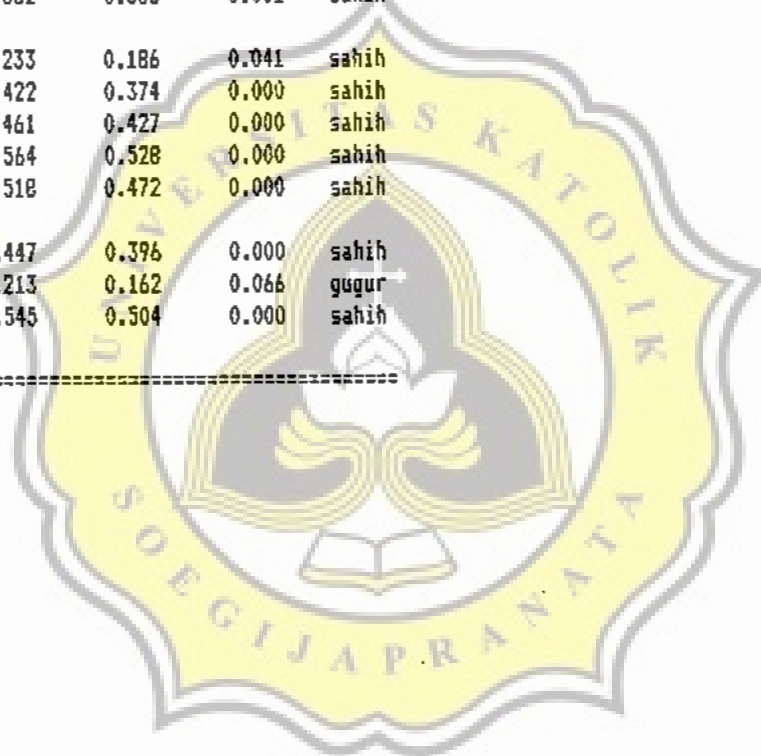 233 0.186 0.041 sahih
422 0.374 0.000 sahih
461 0.427 0.000 sahih
564 0.528 0.000 sahih
518 0.472 0.000 sahih
.447 0.396 0.000 sahih
.213 0.162 0.066 gugur
.545 0.504 0.000 sahih
UNIVERSITAS KATOLIK
SOEGIJAPRANATA